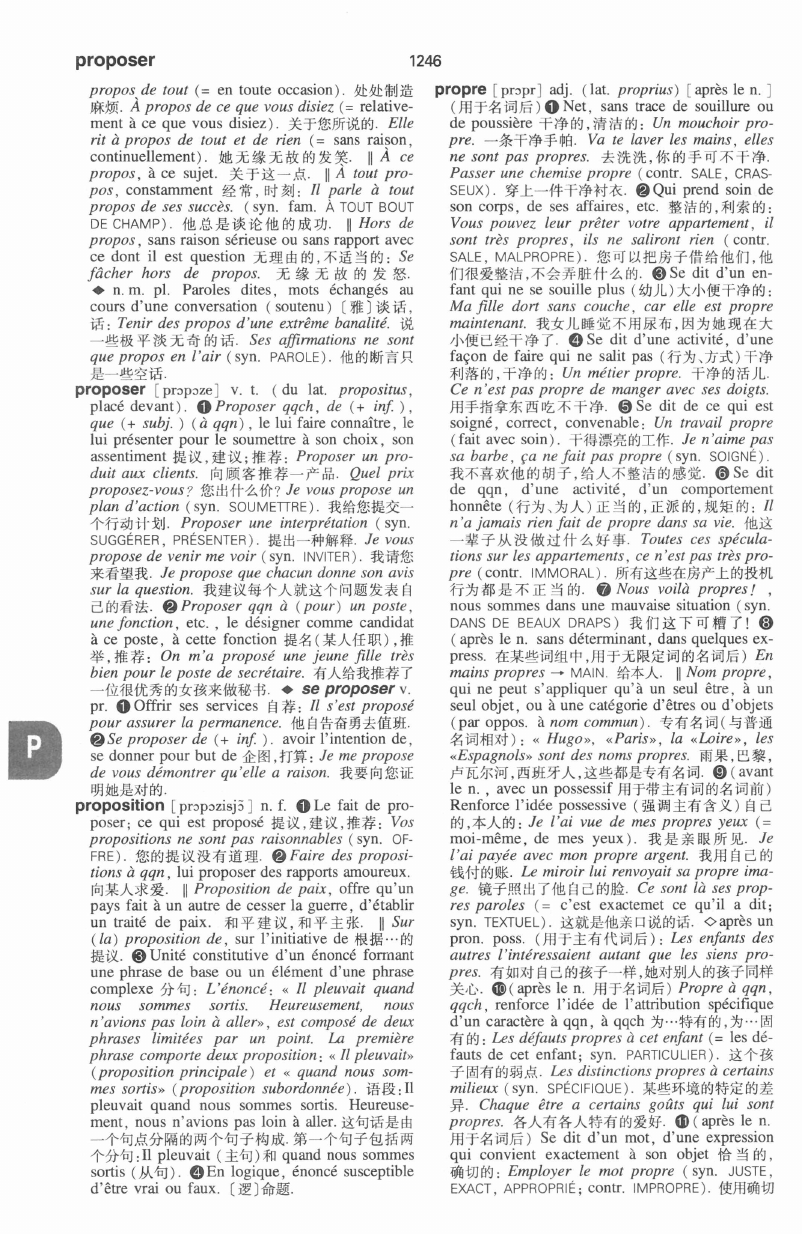 proposer
1246
propos de tout (= en toute occasion). 处处制造
麻烦. À propos de ce que vous disiez (= relative-
ment à ce que vous disiez). 关于您所说的. Elle
rit à propos de tout et de rien (= sans raison,
continuellement). 她无缘无故的发笑. ‖ À ce
propos, à ce sujet. 关于这一点. ‖ À tout pro-
pos, constamment 经常,时刻: Il parle à tout
propos de ses succès. (syn. fam. À TOUT BOUT
DE CHAMP). 他总是谈论他的成功. ‖ Hors de
propos, sans raison sérieuse ou sans rapport avec
ce dont il est question 无理由的,不适当的: Se
fâcher hors de propos. 无缘无故的发怒.
◆ n. m. pl. Paroles dites, mots échangés au
cours d'une conversation (soutenu)〔雅〕谈话,
话: Tenir des propos d'une extrême banalité. 说
一些极平淡无奇的话. Ses affirmations ne sont
que propos en l'air (syn. PAROLE). 他的断言只
是一些空话.
proposer [prɔpɔze] v. t. (du lat. propositus,
placé devant). ❶ Proposer qqch, de (+ inf.),
que (+ subj.) (à qqn), le lui faire connaître, le
lui présenter pour le soumettre à son choix, son
assentiment 提议,建议;推荐: Proposer un pro-
duit aux clients. 向顾客推荐一产品. Quel prix
proposez-vous? 您出什么价? Je vous propose un
plan d'action (syn. SOUMETTRE). 我给您提交一
个行动计划. Proposer une interprétation (syn.
SUGGÉRER, PRÉSENTER). 提出一种解释. Je vous
propose de venir me voir (syn. INVITER). 我请您
来看望我. Je propose que chacun donne son avis
sur la question. 我建议每个人就这个问题发表自
己的看法. ❷ Proposer qqn à (pour) un poste,
une fonction, etc., le désigner comme candidat
à ce poste, à cette fonction 提名(某人任职),推
举,推荐: On m'a proposé une jeune fille très
bien pour le poste de secrétaire. 有人给我推荐了
一位很优秀的女孩来做秘书. ◆ se proposer v.
pr. ❶ Offrir ses services 自荐: Il s'est proposé
pour assurer la permanence. 他自告奋勇去值班.
❷ Se proposer de (+ inf.). avoir l'intention de,
se donner pour but de 企图,打算: Je me propose
de vous démontrer qu'elle a raison. 我要向您证
明她是对的.
P
proposition [prɔpɔzisjɔ̃] n. f. ❶ Le fait de pro-
poser; ce qui est proposé 提议,建议,推荐: Vos
propositions ne sont pas raisonnables (syn. OF-
FRE). 您的提议没有道理. ❷ Faire des proposi-
tions à qqn, lui proposer des rapports amoureux.
向某人求爱. ‖ Proposition de paix, offre qu'un
pays fait à un autre de cesser la guerre, d'établir
un traité de paix. 和平建议,和平主张. ‖ Sur
(la) proposition de, sur l'initiative de 根据…的
提议. ❸ Unité constitutive d'un énoncé formant
une phrase de base ou un élément d'une phrase
complexe 分句: L'énoncé: « Il pleuvait quand
nous sommes sortis. Heureusement, nous
n'avions pas loin à aller», est composé de deux
phrases limitées par un point. La première
phrase comporte deux proposition: « Il pleuvait»
(proposition principale) et « quand nous som-
mes sortis» (proposition subordonnée). 语段:Il
pleuvait quand nous sommes sortis. Heureuse-
ment, nous n'avions pas loin à aller. 这句话是由
一个句点分隔的两个句子构成. 第一个句子包括两
个分句:Il pleuvait (主句)和 quand nous sommes
sortis (从句). ❹ En logique, énoncé susceptible
d'être vrai ou faux.〔逻〕命题.
propre [prɔpr] adj. (lat. proprius) [après le n.]
(用于名词后) ❶ Net, sans trace de souillure ou
de poussière 干净的,清洁的: Un mouchoir pro-
pre. 一条干净手帕. Va te laver les mains, elles
ne sont pas propres. 去洗洗,你的手可不干净.
Passer une chemise propre (contr. SALE, CRAS-
SEUX). 穿上一件干净衬衣. ❷ Qui prend soin de
son corps, de ses affaires, etc. 整洁的,利索的:
Vous pouvez leur prêter votre appartement, il
sont très propres, ils ne saliront rien (contr.
SALE, MALPROPRE). 您可以把房子借给他们,他
们很爱整洁,不会弄脏什么的. ❸ Se dit d'un en-
fant qui ne se souille plus (幼儿)大小便干净的:
Ma fille dort sans couche, car elle est propre
maintenant. 我女儿睡觉不用尿布,因为她现在大
小便已经干净了. ❹ Se dit d'une activité, d'une
façon de faire qui ne salit pas (行为、方式)干净
利落的,干净的: Un métier propre. 干净的活儿.
Ce n'est pas propre de manger avec ses doigts.
用手指拿东西吃不干净. ❺ Se dit de ce qui est
soigné, correct, convenable: Un travail propre
(fait avec soin). 干得漂亮的工作. Je n'aime pas
sa barbe, ça ne fait pas propre (syn. SOIGNÉ).
我不喜欢他的胡子,给人不整洁的感觉. ❻ Se dit
de qqn, d'une activité, d'un comportement
honnête (行为、为人)正当的,正派的,规矩的: Il
n'a jamais rien fait de propre dans sa vie. 他这
一辈子从没做过什么好事. Toutes ces spécula-
tions sur les appartements, ce n'est pas très pro-
pre (contr. IMMORAL). 所有这些在房产上的投机
行为都是不正当的. ❼ Nous voilà propres! ,
nous sommes dans une mauvaise situation (syn.
DANS DE BEAUX DRAPS) 我们这下可糟了! ❽
(après le n. sans déterminant, dans quelques ex-
press. 在某些词组中,用于无限定词的名词后) En
mains propres → MAIN. 给本人. ‖ Nom propre,
qui ne peut s'appliquer qu'à un seul être, à un
seul objet, ou à une catégorie d'êtres ou d'objets
(par oppos. à nom commun). 专有名词(与普通
名词相对): « Hugo», «Paris», la «Loire», les
«Espagnols» sont des noms propres. 雨果,巴黎,
卢瓦尔河,西班牙人,这些都是专有名词. ❾ (avant
le n., avec un possessif 用于带主有词的名词前)
Renforce l'idée possessive (强调主有含义)自己
的,本人的: Je l'ai vue de mes propres yeux (=
moi-même, de mes yeux). 我是亲眼所见. Je
l'ai payée avec mon propre argent. 我用自己的
钱付的账. Le miroir lui renvoyait sa propre ima-
ge. 镜子照出了他自己的脸. Ce sont là ses prop-
res paroles (= c'est exactemet ce qu'il a dit;
syn. TEXTUEL). 这就是他亲口说的话. ◇ après un
pron. poss. (用于主有代词后): Les enfants des
autres l'intéressaient autant que les siens pro-
pres. 有如对自己的孩子一样,她对别人的孩子同样
关心. ❿ (après le n. 用于名词后) Propre à qqn,
qqch, renforce l'idée de l'attribution spécifique
d'un caractère à qqn, à qqch 为…特有的,为…固
有的: Les défauts propres à cet enfant (= les dé-
fauts de cet enfant; syn. PARTICULIER). 这个孩
子固有的弱点. Les distinctions propres à certains
milieux (syn. SPÉCIFIQUE). 某些环境的特定的差
异. Chaque être a certains goûts qui lui sont
propres. 各人有各人特有的爱好. ⓫ (après le n.
用于名词后) Se dit d'un mot, d'une expression
qui convient exactement à son objet 恰当的,
确切的: Employer le mot propre (syn. JUSTE,
EXACT, APPROPRIÉ; contr. IMPROPRE). 使用确切